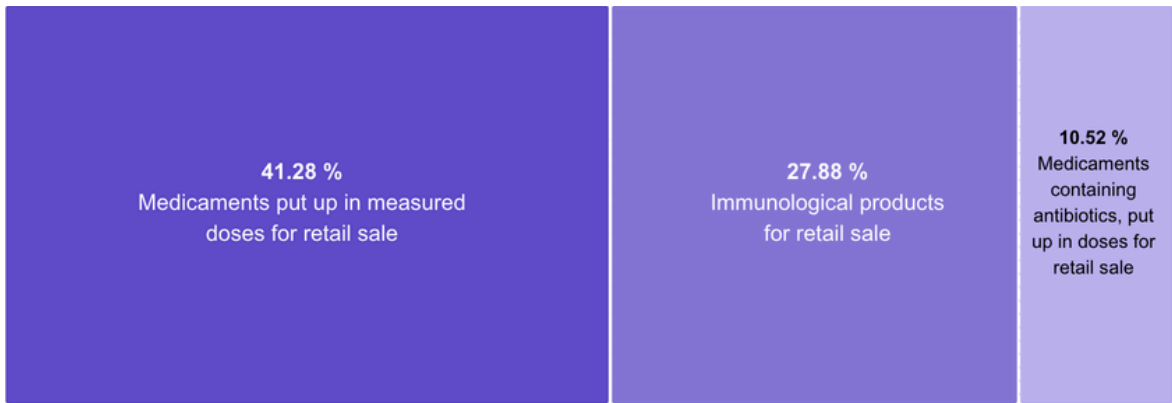 41.28 %
Medicaments put up in measured
doses for retail sale
27.88 %
Immunological products
for retail sale
10.52 %
Medicaments
containing
antibiotics, put
up in doses for
retail sale